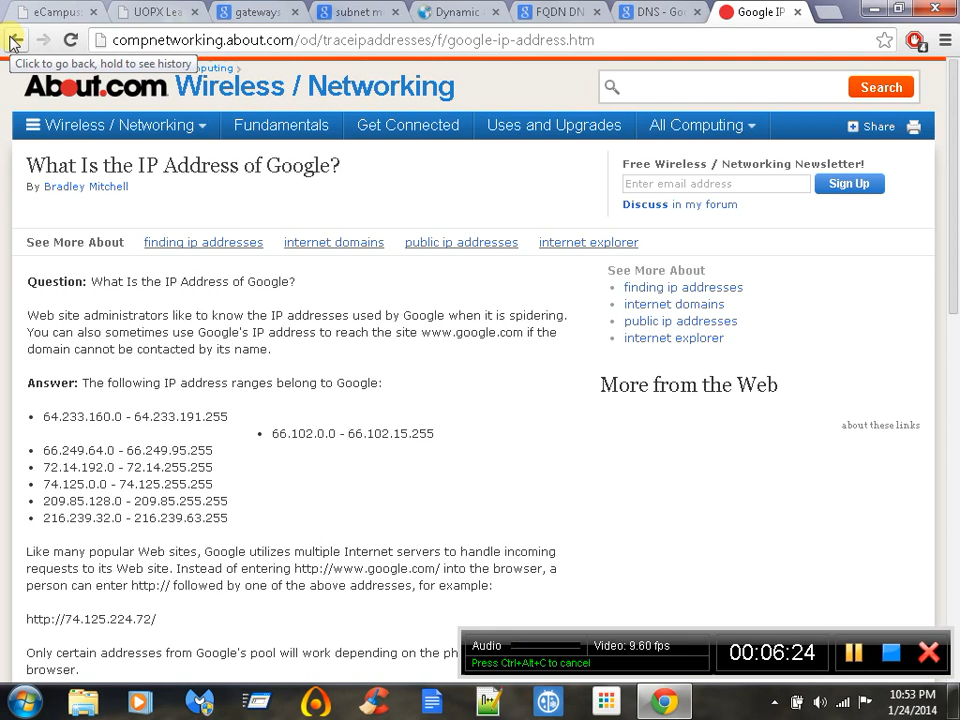 eCampus
UOPX Lea
gateways
subnet m
Dynamic
FQDN DN
DNS - Go
Google IP
compnetworking.about.com/od/traceipaddresses/f/google-ip-address.htm
Click to go back, hold to see history
puting >
About.com Wireless / Networking
Search
Wireless / Networking
Fundamentals
Get Connected
Uses and Upgrades
All Computing
Share
What Is the IP Address of Google?
By Bradley Mitchell
Free Wireless / Networking Newsletter!
Enter email address
Sign Up
Discuss in my forum
See More About
finding ip addresses
internet domains
public ip addresses
internet explorer
Question: What Is the IP Address of Google?
Web site administrators like to know the IP addresses used by Google when it is spidering.
You can also sometimes use Google's IP address to reach the site www.google.com if the
domain cannot be contacted by its name.
Answer: The following IP address ranges belong to Google:
• 64.233.160.0 - 64.233.191.255
• 66.102.0.0 - 66.102.15.255
• 66.249.64.0 - 66.249.95.255
• 72.14.192.0 - 72.14.255.255
• 74.125.0.0 - 74.125.255.255
• 209.85.128.0 - 209.85.255.255
• 216.239.32.0 - 216.239.63.255
Like many popular Web sites, Google utilizes multiple Internet servers to handle incoming
requests to its Web site. Instead of entering http://www.google.com/ into the browser, a
person can enter http:// followed by one of the above addresses, for example:
http://74.125.224.72/
Only certain addresses from Google's pool will work depending on the ph
browser.
See More About
• finding ip addresses
• internet domains
• public ip addresses
• internet explorer
More from the Web
about these links
Audio
Video: 9.60 fps
Press Ctrl+Alt+C to cancel
00:06:24
10:53 PM
1/24/2014